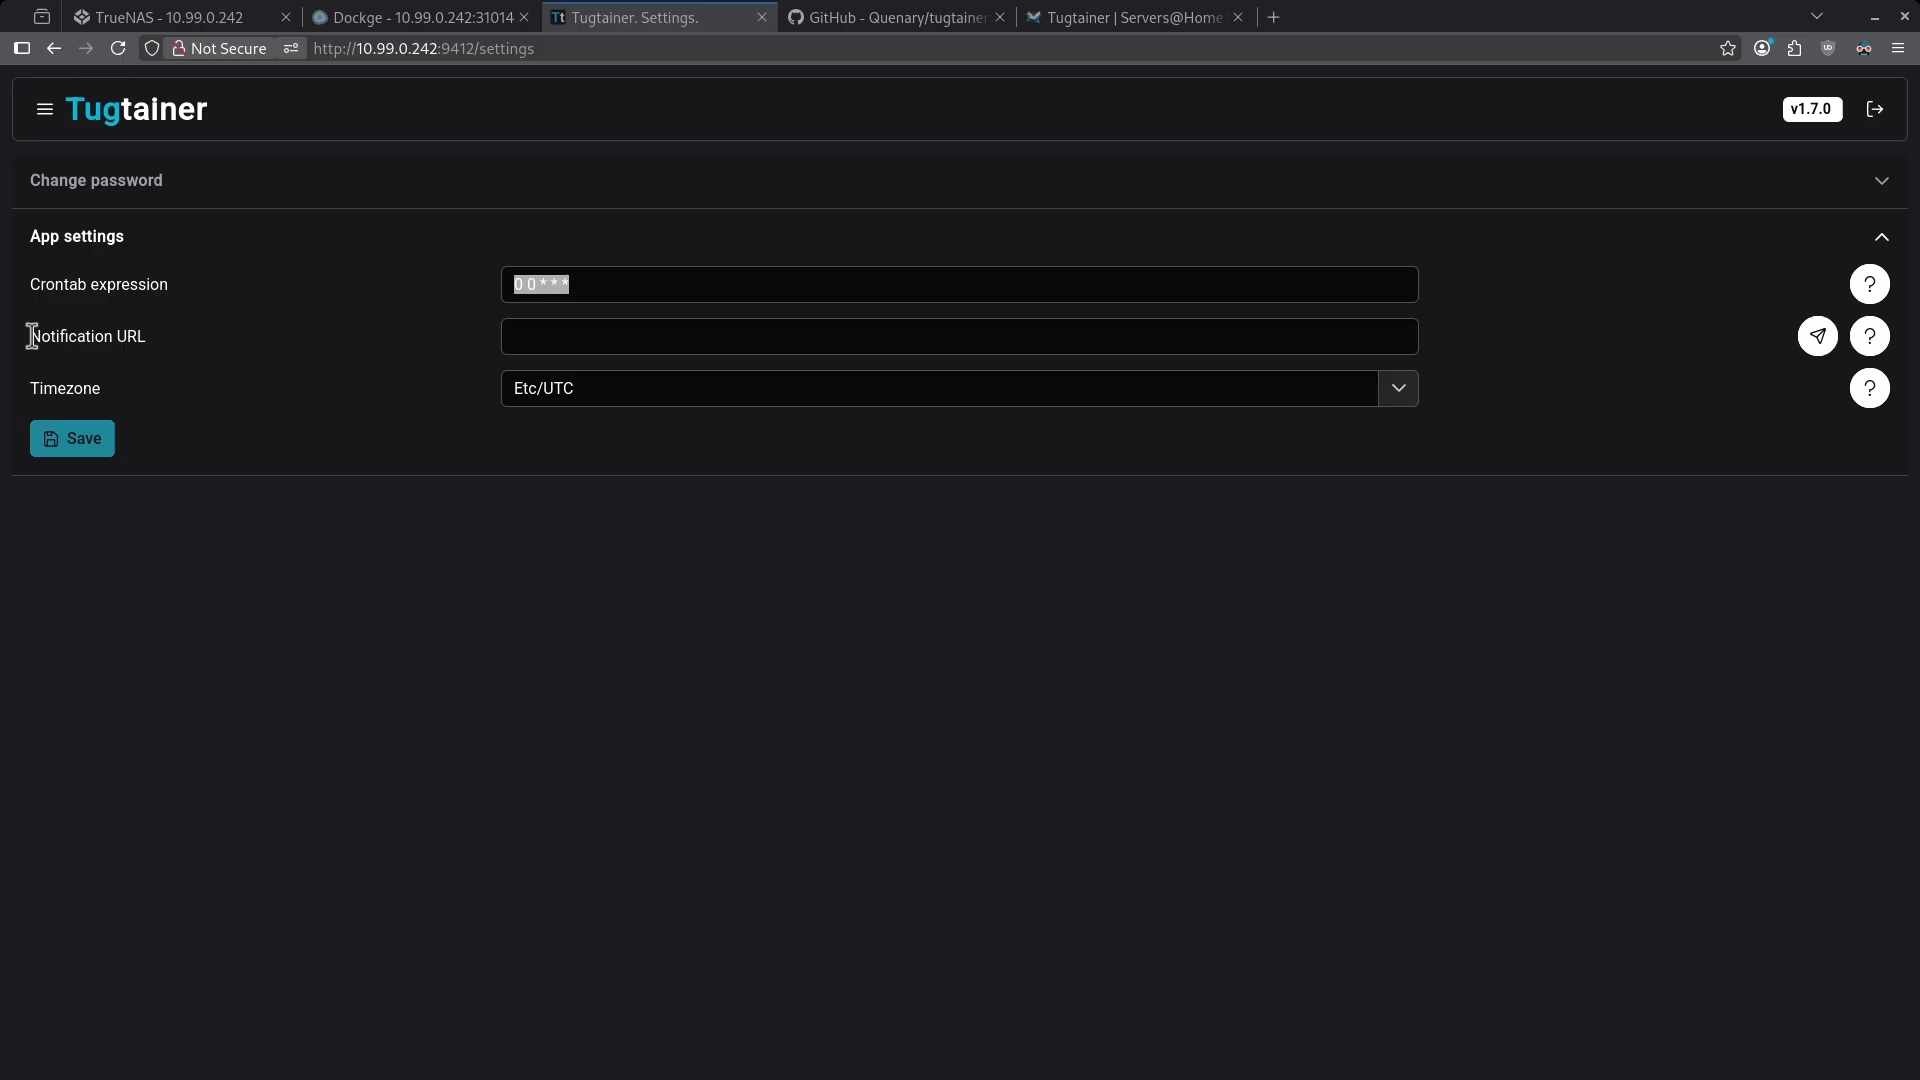 TrueNAS - 10.99.0.242
Dockge - 10.99.0.242:31014
Tt Tugtainer. Settings.
GitHub - Quenary/tugtainer
Tugtainer | Servers@Home
Not Secure
http://10.99.0.242:9412/settings
Tugtainer
v1.7.0
Change password
App settings
Crontab expression
0 0 * * *
?
Notification URL
?
Timezone
Etc/UTC
?
Save